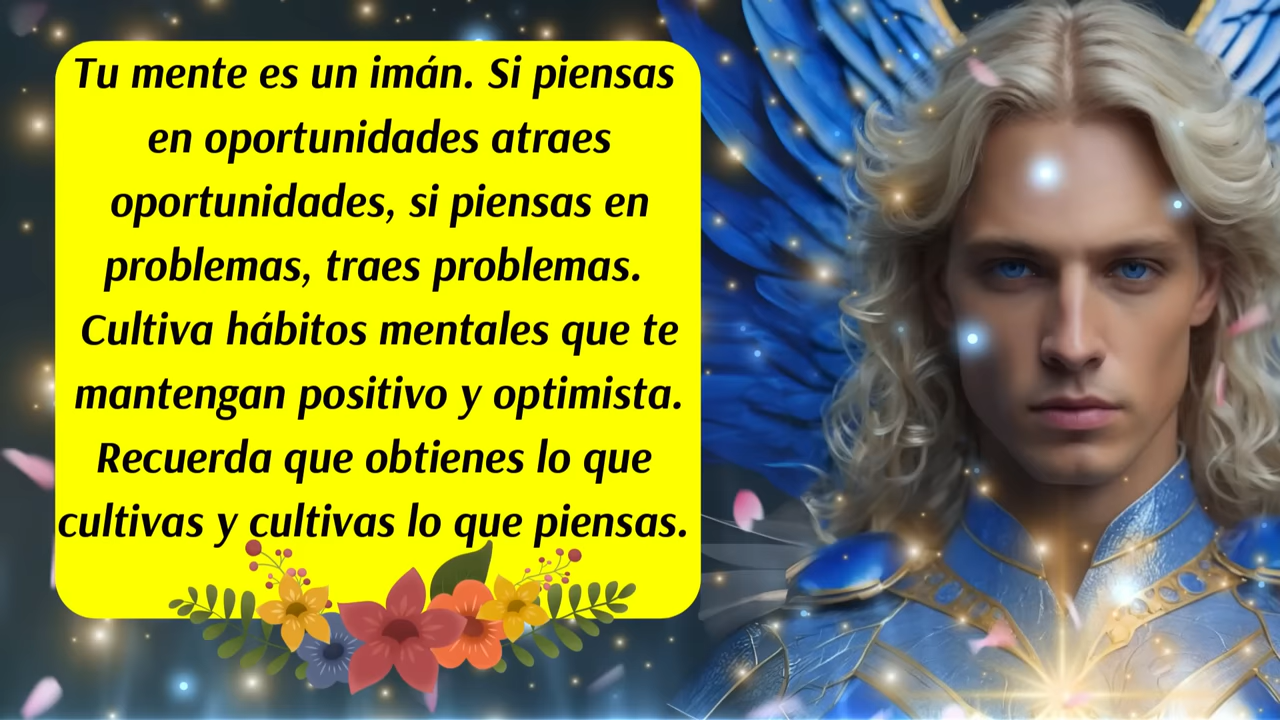 Tu mente es un imán. Si piensas
en oportunidades atraes
oportunidades, si piensas en
problemas, traes problemas.
Cultiva hábitos mentales que te
mantengan positivo y optimista.
Recuerda que obtienes lo que
cultivas y cultivas lo que piensas.